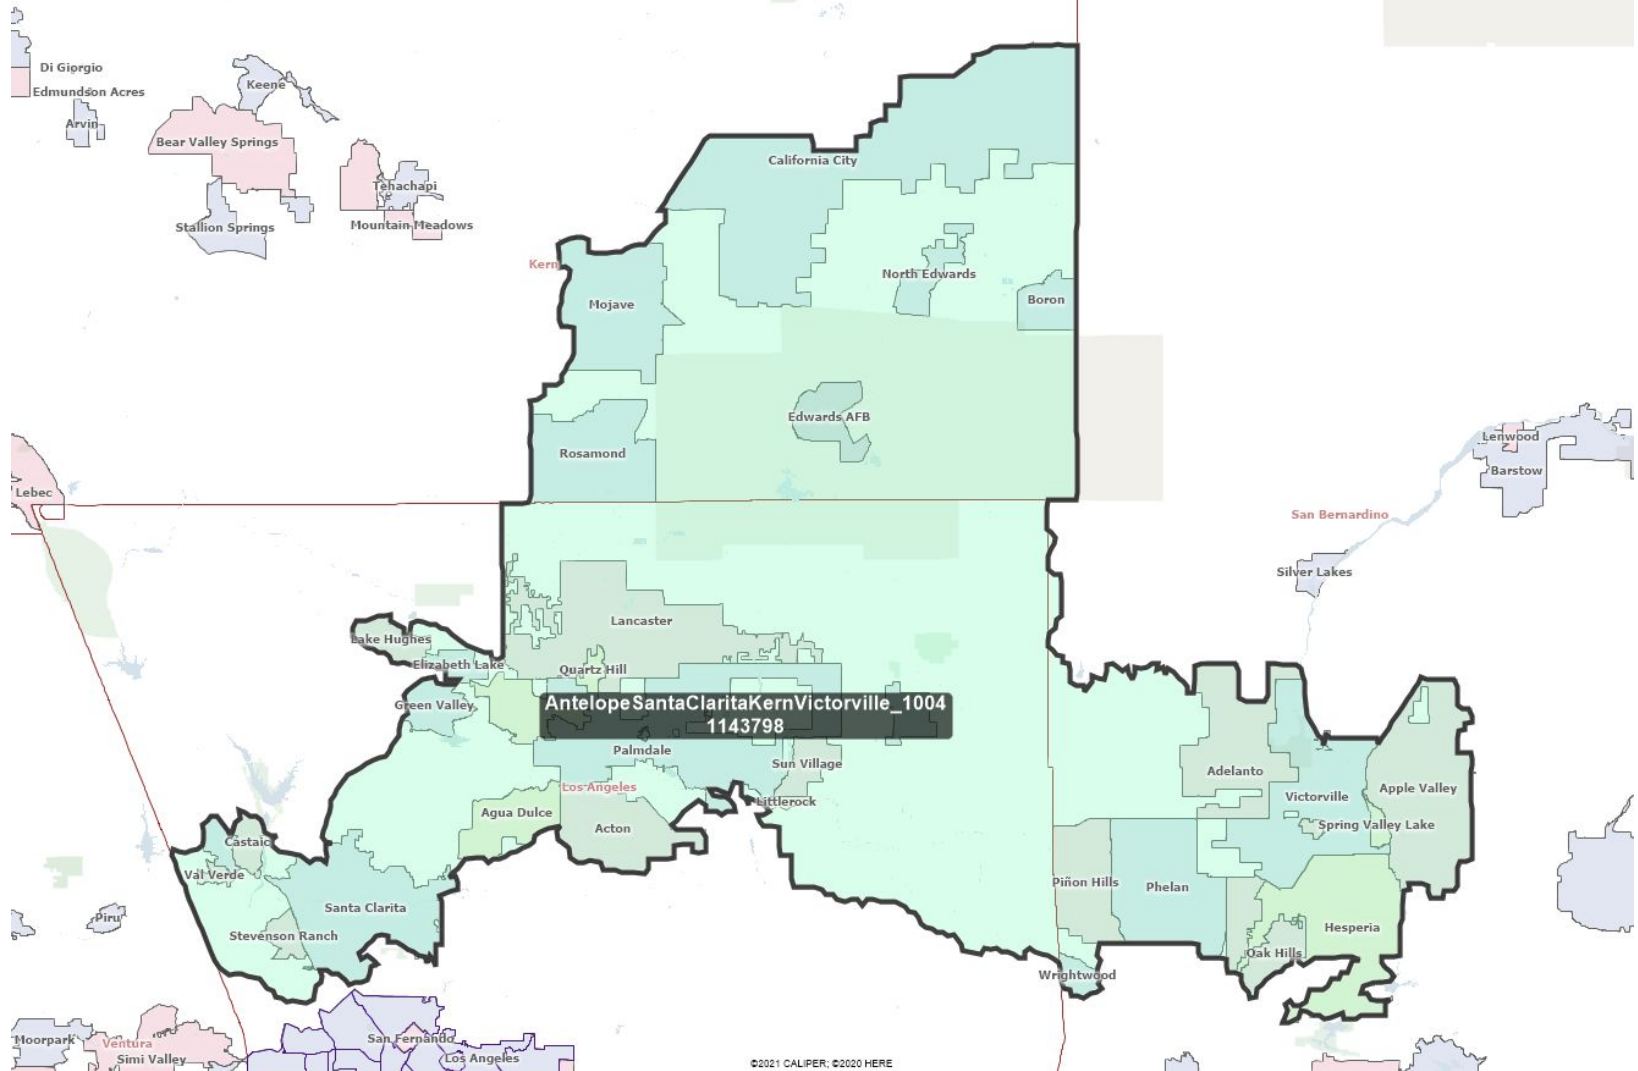 Di Giorgio
Edmundson Acres
Arvin
Keene
Bear Valley Springs
Tehachapi
Stallion Springs
Mountain Meadows
California City
Kern
Mojave
North Edwards
Boron
Edwards AFB
Rosamond
Lebec
Lenwood
Barstow
San Bernardino
Silver Lakes
Lancaster
Lake Hughes
Elizabeth Lake
Quartz Hill
Green Valley
AntelopeSantaClaritaKernVictorville_1004
1143798
Palmdale
Sun Village
Los Angeles
Littlerock
Adelanto
Victorville
Apple Valley
Agua Dulce
Acton
Spring Valley Lake
Castaic
Val Verde
Piñon Hills
Phelan
Santa Clarita
Piru
Stevenson Ranch
Hesperia
Oak Hills
Wrightwood
Moorpark
Ventura
Simi Valley
San Fernando
Los Angeles
©2021 CALIPER; ©2020 HERE